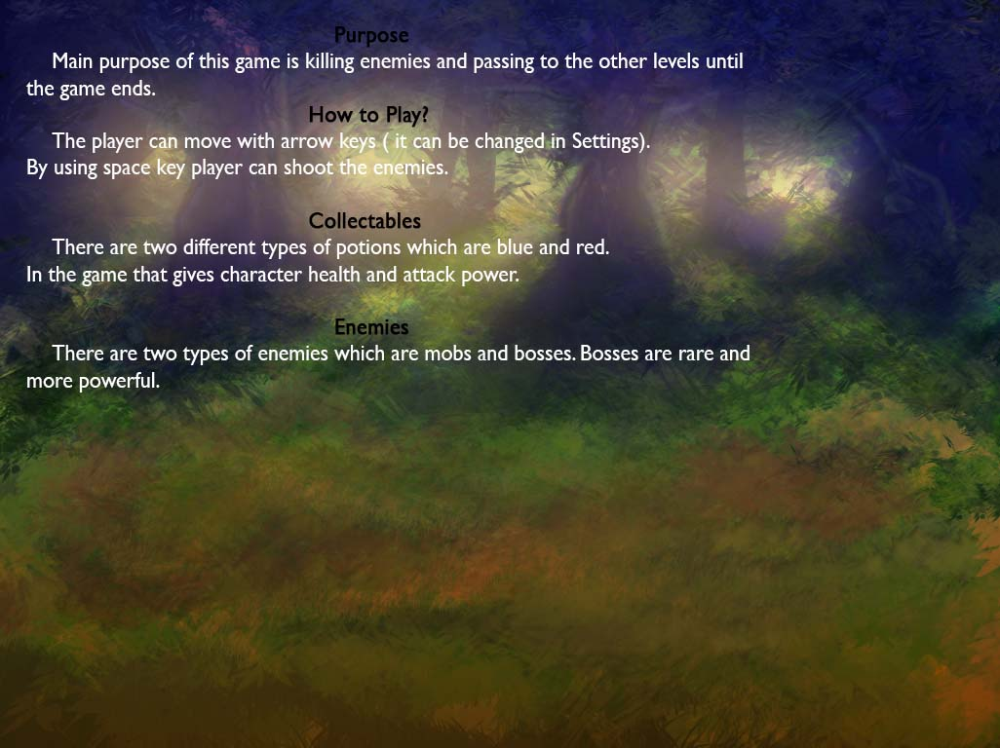 Purpose
Main purpose of this game is killing enemies and passing to the other levels until
the game ends.
How to Play?
The player can move with arrow keys ( it can be changed in Settings).
By using space key player can shoot the enemies.
Collectables
There are two different types of potions which are blue and red.
In the game that gives character health and attack power.
Enemies
There are two types of enemies which are mobs and bosses. Bosses are rare and
more powerful.